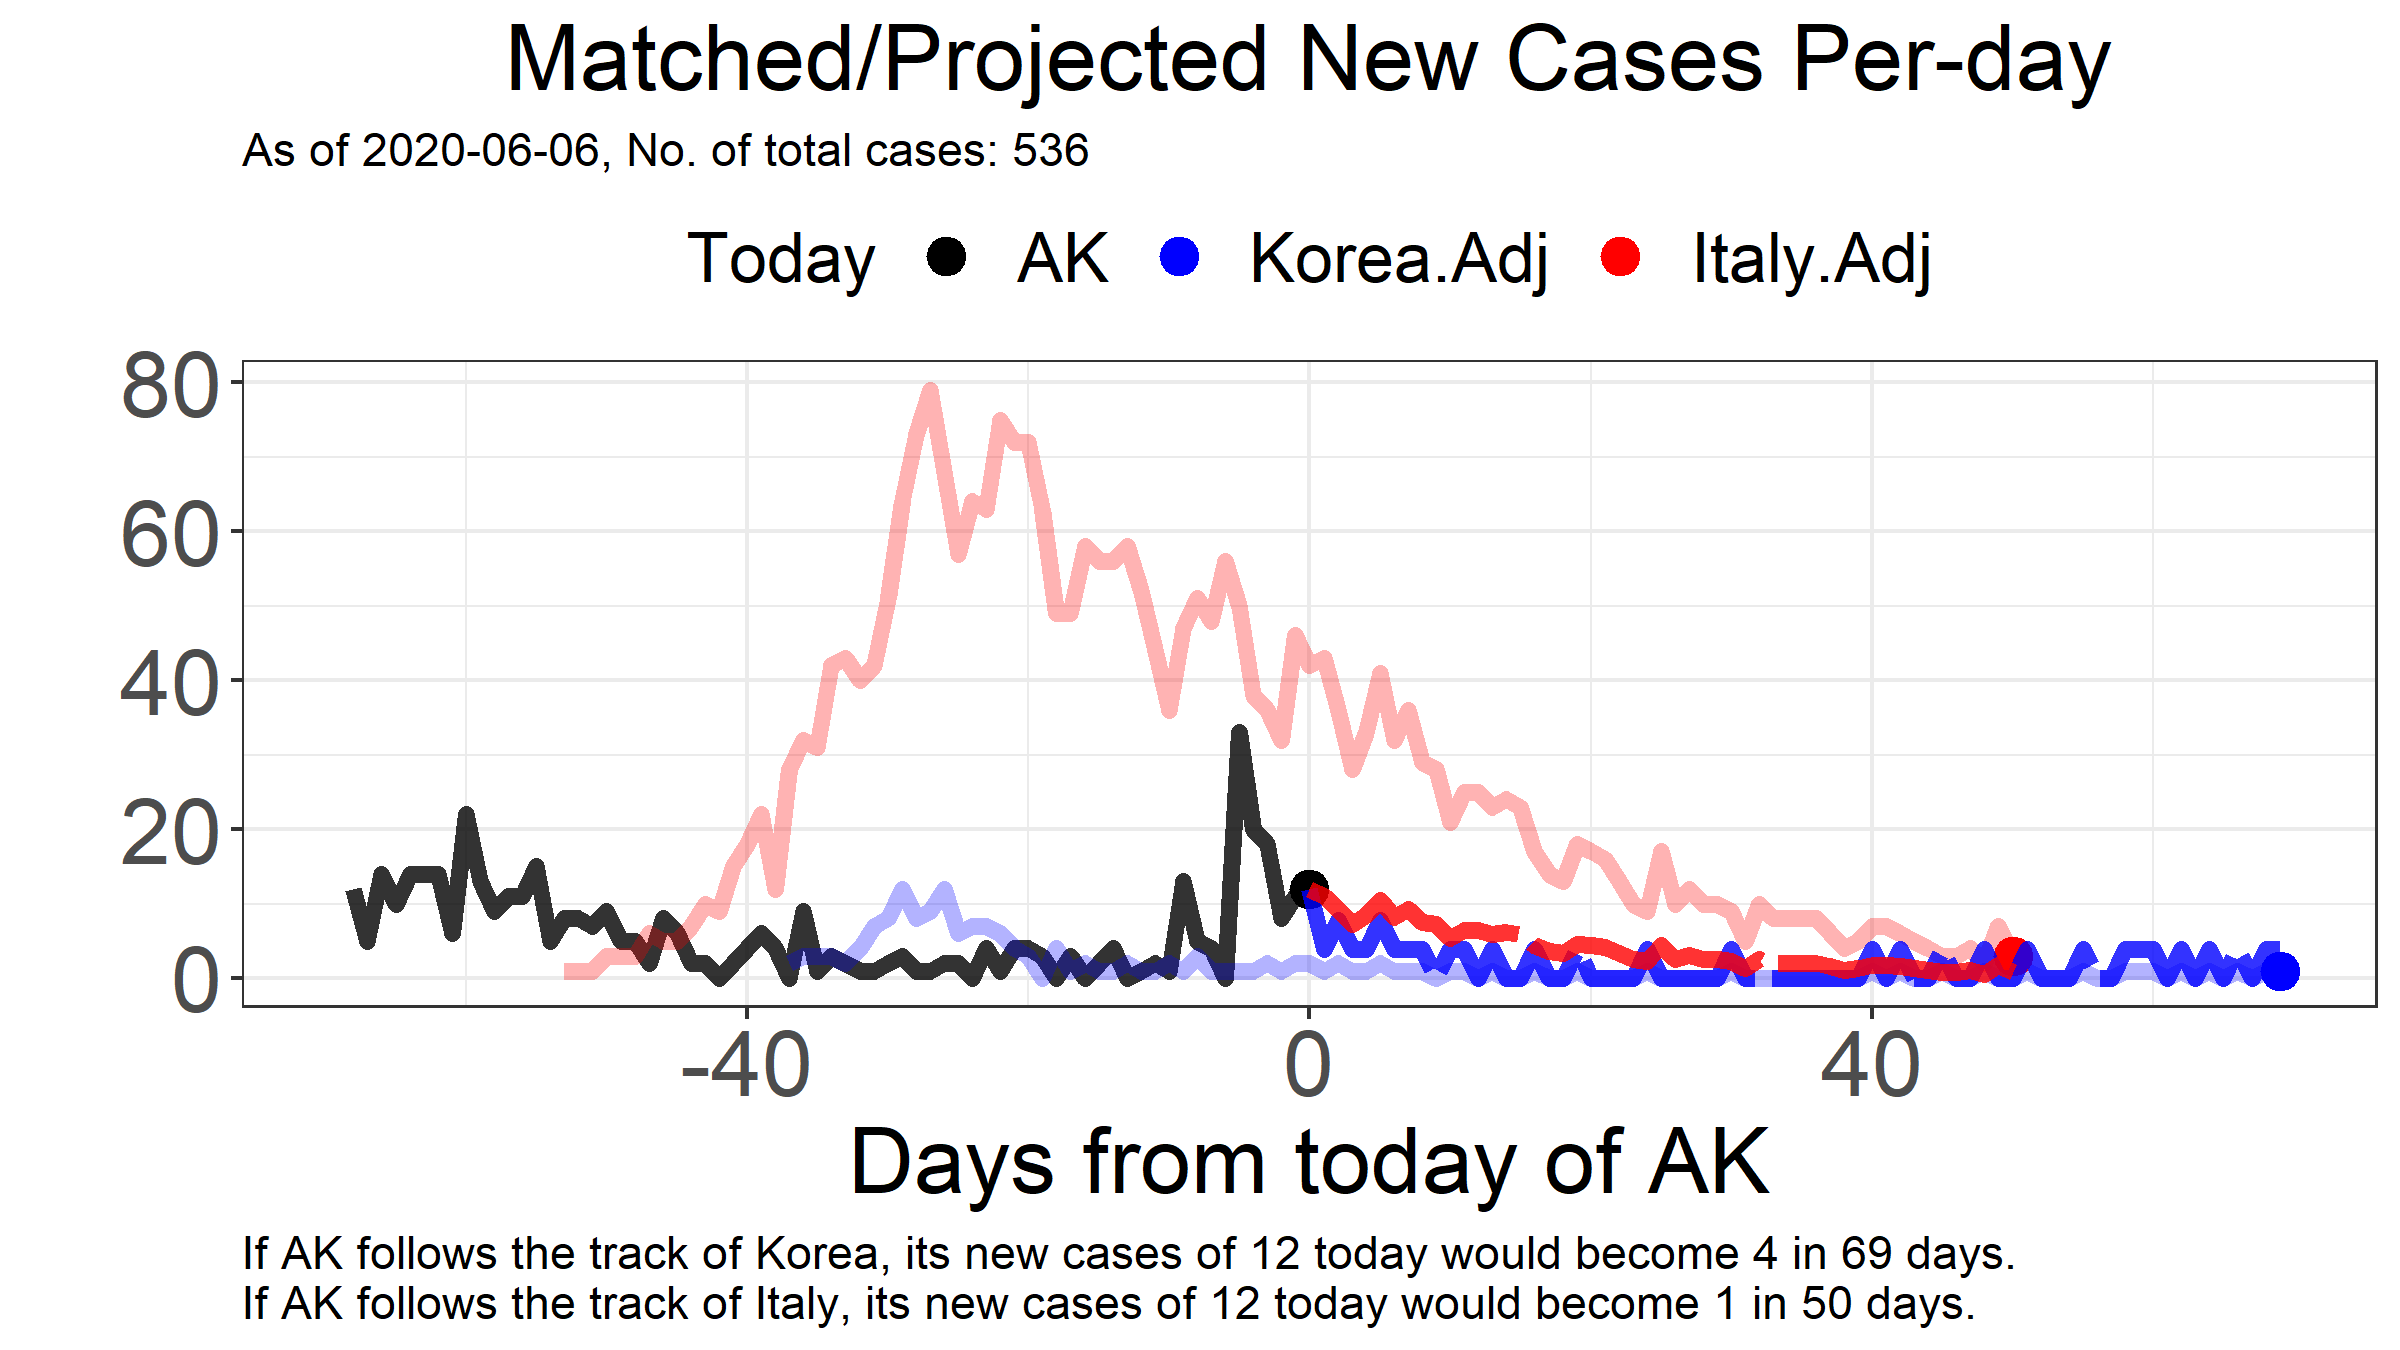 Matched/Projected New Cases Per-day
As of 2020-06-06, No. of total cases: 536
Today AK Korea.Adj Italy.Adj
80
60
40
20
0
-40 0 40
Days from today of AK
If AK follows the track of Korea, its new cases of 12 today would become 4 in 69 days.
If AK follows the track of Italy, its new cases of 12 today would become 1 in 50 days.